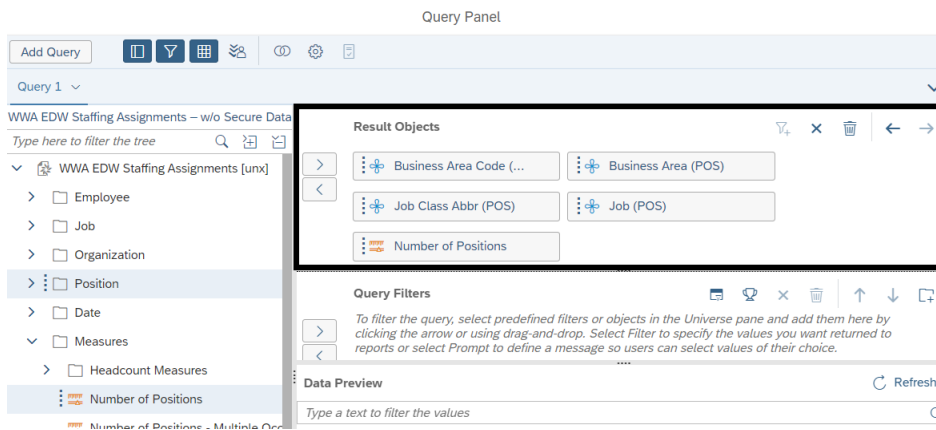 Query Panel
Add Query
Query 1
WWA EDW Staffing Assignments – w/o Secure Data
Type here to filter the tree
WWA EDW Staffing Assignments [unx]
Employee
Job
Organization
Position
Date
Measures
Headcount Measures
Number of Positions
Number of Positions - Multiple Occ
Result Objects
Business Area Code (...
Business Area (POS)
Job Class Abbr (POS)
Job (POS)
Number of Positions
Query Filters
To filter the query, select predefined filters or objects in the Universe pane and add them here by
clicking the arrow or using drag-and-drop. Select Filter to specify the values you want returned to
reports or select Prompt to define a message so users can select values of their choice.
Data Preview
Refresh
Type a text to filter the values